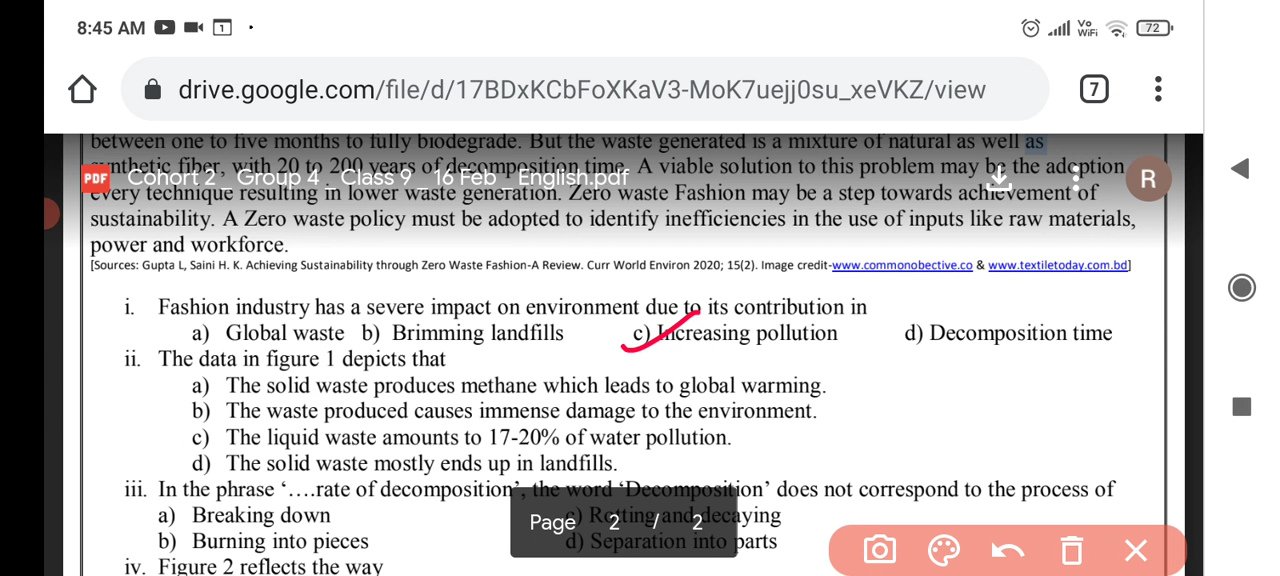 8:45 AM 1
Vo WiFi 72
drive.google.com/file/d/17BDxKCbFoXKaV3-MoK7uejj0su_xeVKZ/view 7
between one to five months to fully biodegrade. But the waste generated is a mixture of natural as well as
synthetic fiber, with 20 to 200 years of decomposition time. A viable solution to this problem may be the adoption
PDF Cohort 2 _ Group 4 _ Class 9 _ 16 Feb _ English.pdf R
every technique resulting in lower waste generation. Zero waste Fashion may be a step towards achievement of
sustainability. A Zero waste policy must be adopted to identify inefficiencies in the use of inputs like raw materials,
power and workforce.
[Sources: Gupta L, Saini H. K. Achieving Sustainability through Zero Waste Fashion-A Review. Curr World Environ 2020; 15(2). Image credit-www.commonobective.co & www.textiletoday.com.bd]
i. Fashion industry has a severe impact on environment due to its contribution in
a) Global waste b) Brimming landfills c) Increasing pollution d) Decomposition time
ii. The data in figure 1 depicts that
a) The solid waste produces methane which leads to global warming.
b) The waste produced causes immense damage to the environment.
c) The liquid waste amounts to 17-20% of water pollution.
d) The solid waste mostly ends up in landfills.
iii. In the phrase ‘….rate of decomposition’, the word ‘Decomposition’ does not correspond to the process of
a) Breaking down c) Rotting and decaying
Page 2 / 2
b) Burning into pieces d) Separation into parts
iv. Figure 2 reflects the way